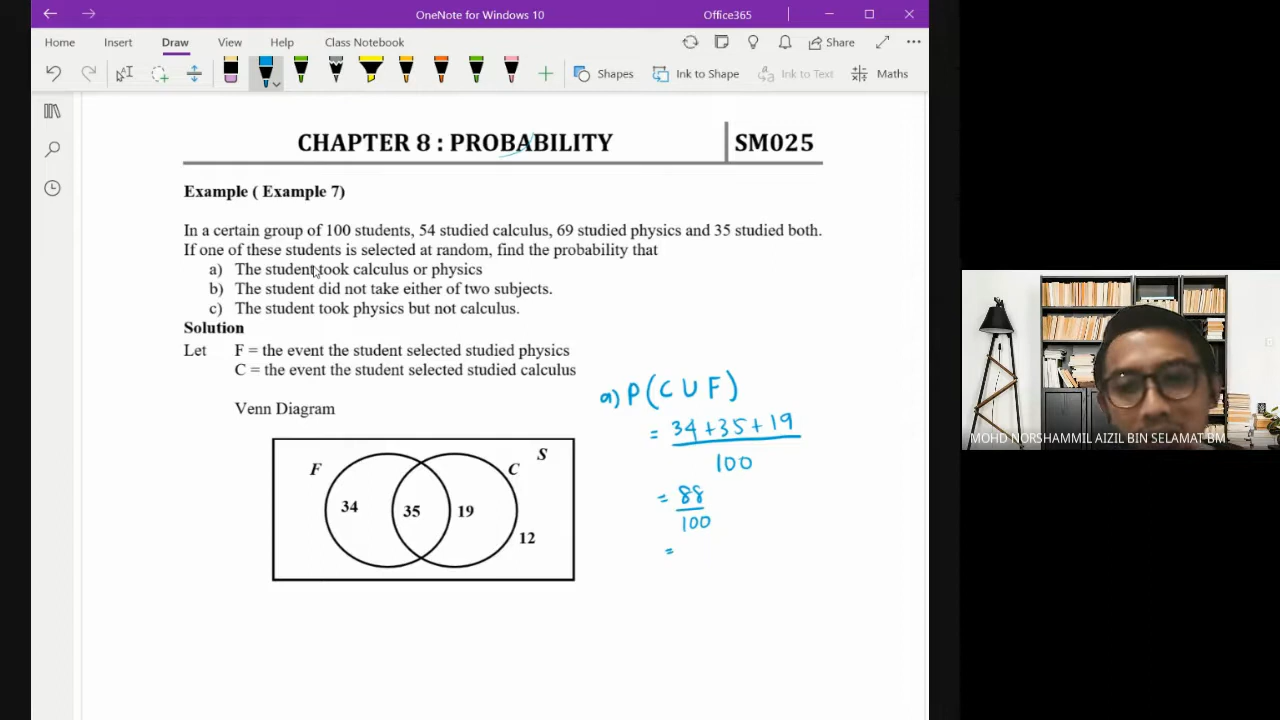 OneNote for Windows 10
Office365
Home Insert Draw View Help Class Notebook
Share
Shapes Ink to Shape Ink to Text Maths
CHAPTER 8 : PROBABILITY SM025
Example ( Example 7)
In a certain group of 100 students, 54 studied calculus, 69 studied physics and 35 studied both.
If one of these students is selected at random, find the probability that
a) The student took calculus or physics
b) The student did not take either of two subjects.
c) The student took physics but not calculus.
Solution
Let F = the event the student selected studied physics
C = the event the student selected studied calculus
Venn Diagram
F C S
34 35 19
12
a) P(C U F)
= 34+35+19
100
= 88
100
=
MOHD NORSHAMMIL AIZIL BIN SELAMAT BM